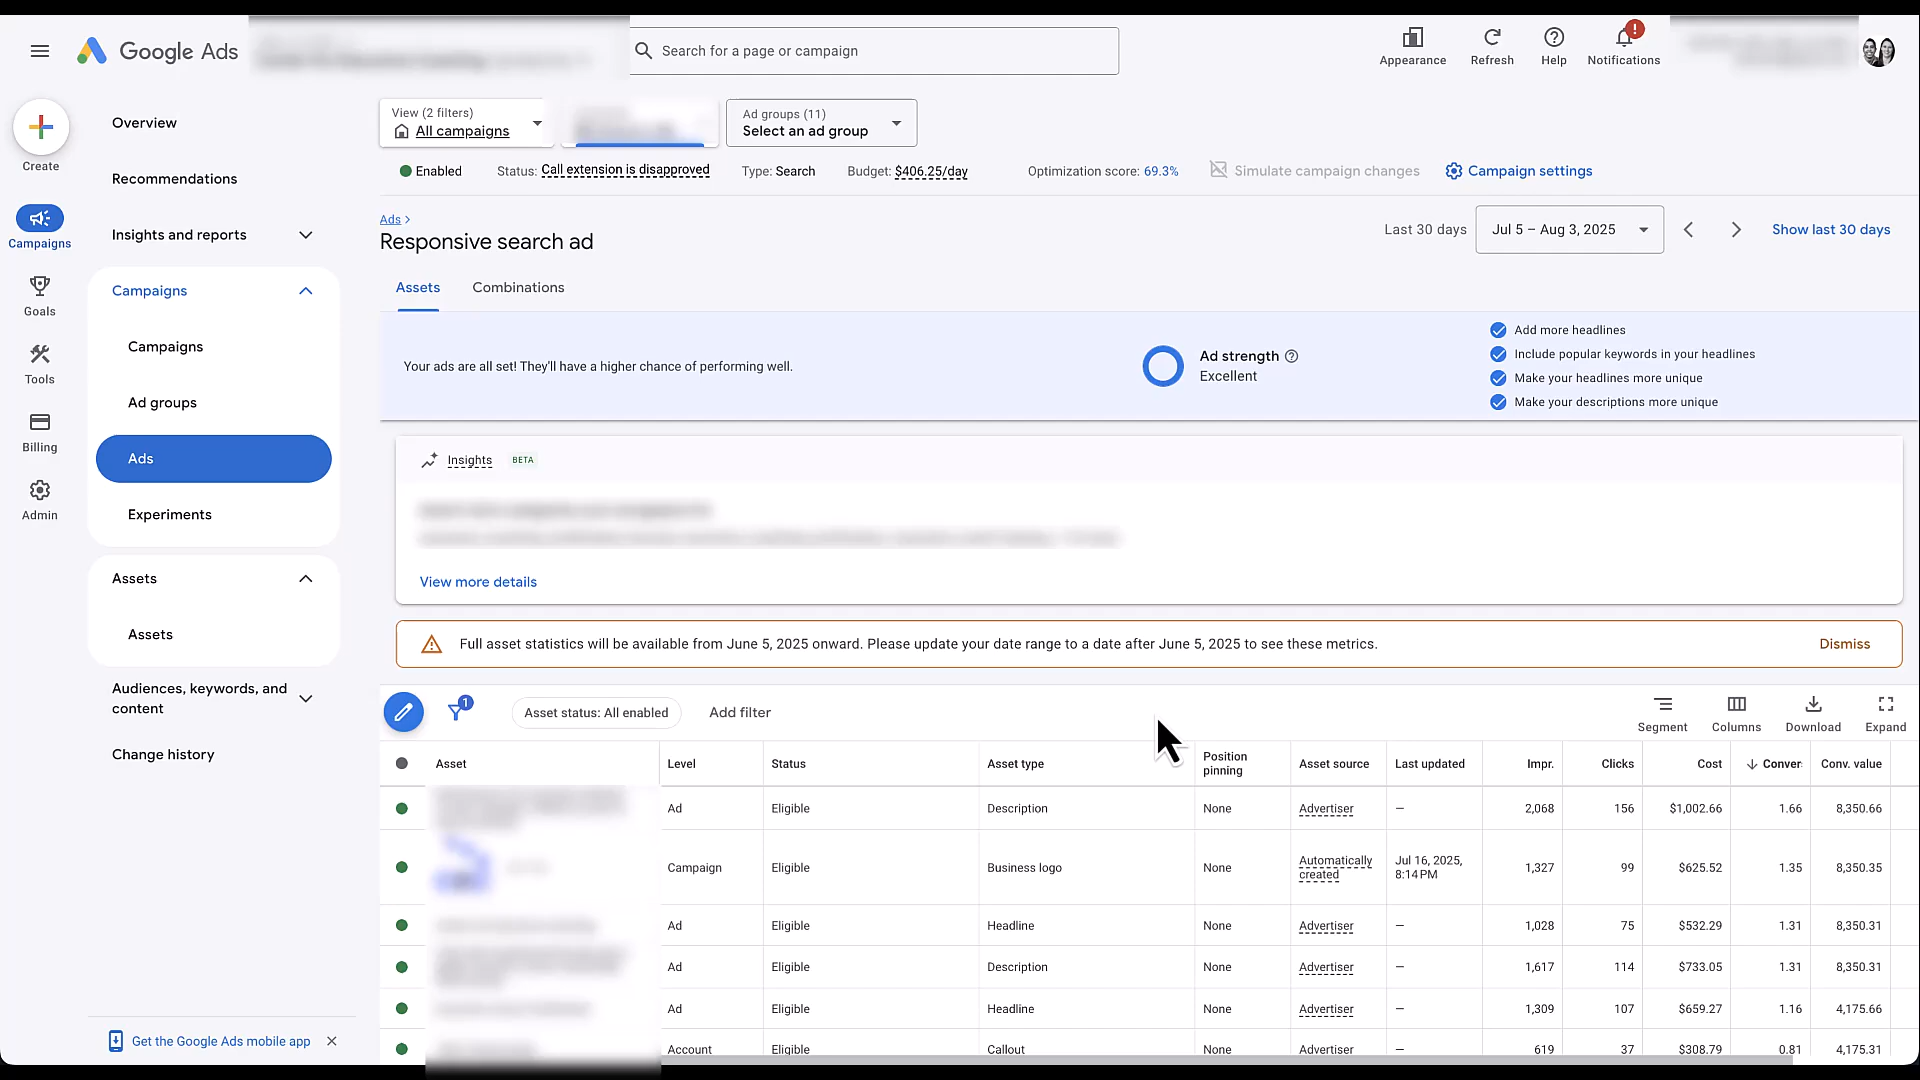 Google Ads
Search for a page or campaign
Appearance
Refresh
Help
!
Notifications
Create
Campaigns
Goals
Tools
Billing
Admin
Overview
Recommendations
Insights and reports
Campaigns
Campaigns
Ad groups
Ads
Experiments
Assets
Assets
Audiences, keywords, and
content
Change history
Get the Google Ads mobile app
View (2 filters)
All campaigns
Ad groups (11)
Select an ad group
Enabled
Status: Call extension is disapproved
Type: Search
Budget: $406.25/day
Optimization score: 69.3%
Simulate campaign changes
Campaign settings
Ads >
Responsive search ad
Last 30 days
Jul 5 – Aug 3, 2025
Show last 30 days
Assets
Combinations
Your ads are all set! They'll have a higher chance of performing well.
Ad strength
Excellent
Add more headlines
Include popular keywords in your headlines
Make your headlines more unique
Make your descriptions more unique
Insights BETA
View more details
Full asset statistics will be available from June 5, 2025 onward. Please update your date range to a date after June 5, 2025 to see these metrics.
Dismiss
1
Asset status: All enabled
Add filter
Segment
Columns
Download
Expand
Asset Level Status Asset type Position pinning Asset source Last updated Impr. Clicks Cost Conver Conv. value
Ad Eligible Description None Advertiser — 2,068 156 $1,002.66 1.66 8,350.66
Campaign Eligible Business logo None Automatically created Jul 16, 2025, 8:14 PM 1,327 99 $625.52 1.35 8,350.35
Ad Eligible Headline None Advertiser — 1,028 75 $532.29 1.31 8,350.31
Ad Eligible Description None Advertiser — 1,617 114 $733.05 1.31 8,350.31
Ad Eligible Headline None Advertiser — 1,309 107 $659.27 1.16 4,175.66
Account Eligible Callout None Advertiser — 619 37 $308.79 0.81 4,175.31